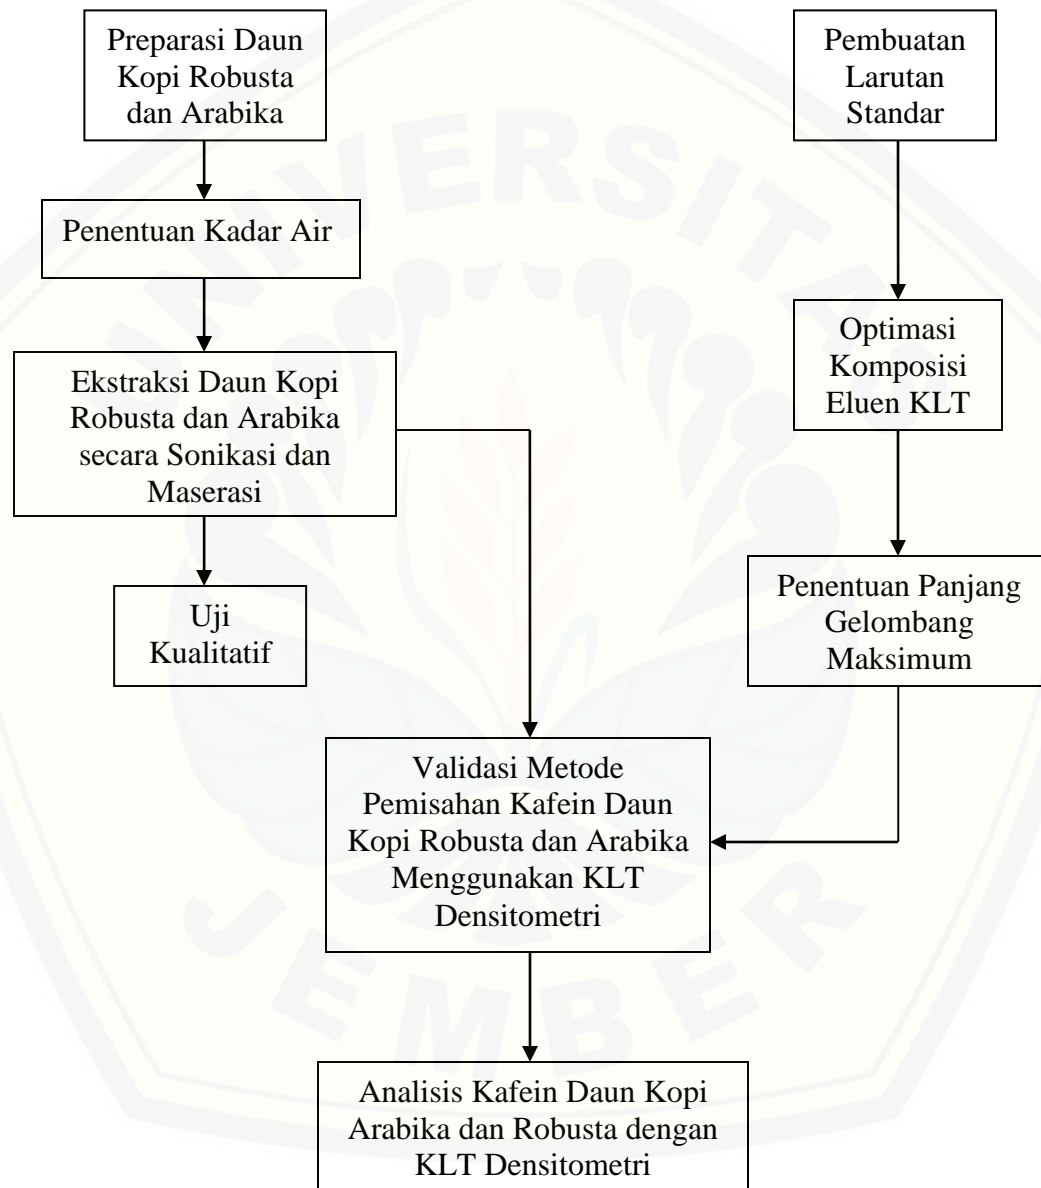 Preparasi Daun
Kopi Robusta
dan Arabika
Penentuan Kadar Air
Ekstraksi Daun Kopi
Robusta dan Arabika
secara Sonikasi dan
Maserasi
Uji
Kualitatif
Pembuatan
Larutan
Standar
Optimasi
Komposisi
Eluen KLT
Penentuan Panjang
Gelombang
Maksimum
Validasi Metode
Pemisahan Kafein Daun
Kopi Robusta dan Arabika
Menggunakan KLT
Densitometri
Analisis Kafein Daun Kopi
Arabika dan Robusta dengan
KLT Densitometri
UNIVERSITAS
JEMBER